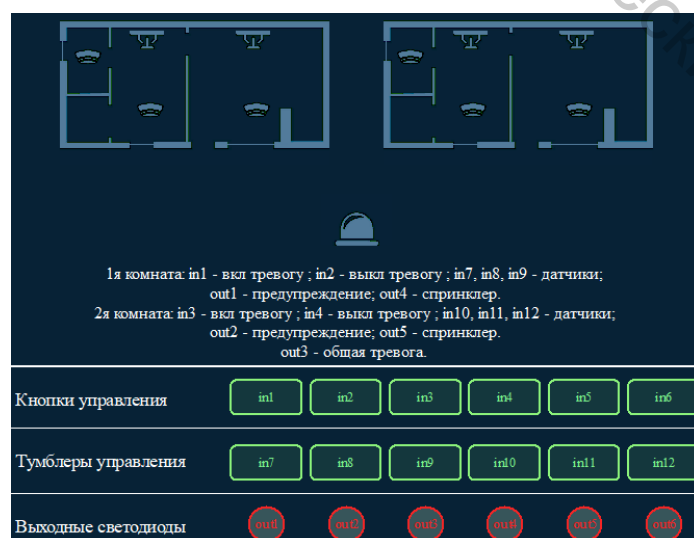 1я комната: in1 - вкл тревогу ; in2 - выкл тревогу ; in7, in8, in9 - датчики;
out1 - предупреждение; out4 - спринклер.
2я комната: in3 - вкл тревогу ; in4 - выкл тревогу ; in10, in11, in12 - датчики;
out2 - предупреждение; out5 - спринклер.
out3 - общая тревога.
Кнопки управления in1 in2 in3 in4 in5 in6
Тумблеры управления in7 in8 in9 in10 in11 in12
Выходные светодиоды out1 out2 out3 out4 out5 out6